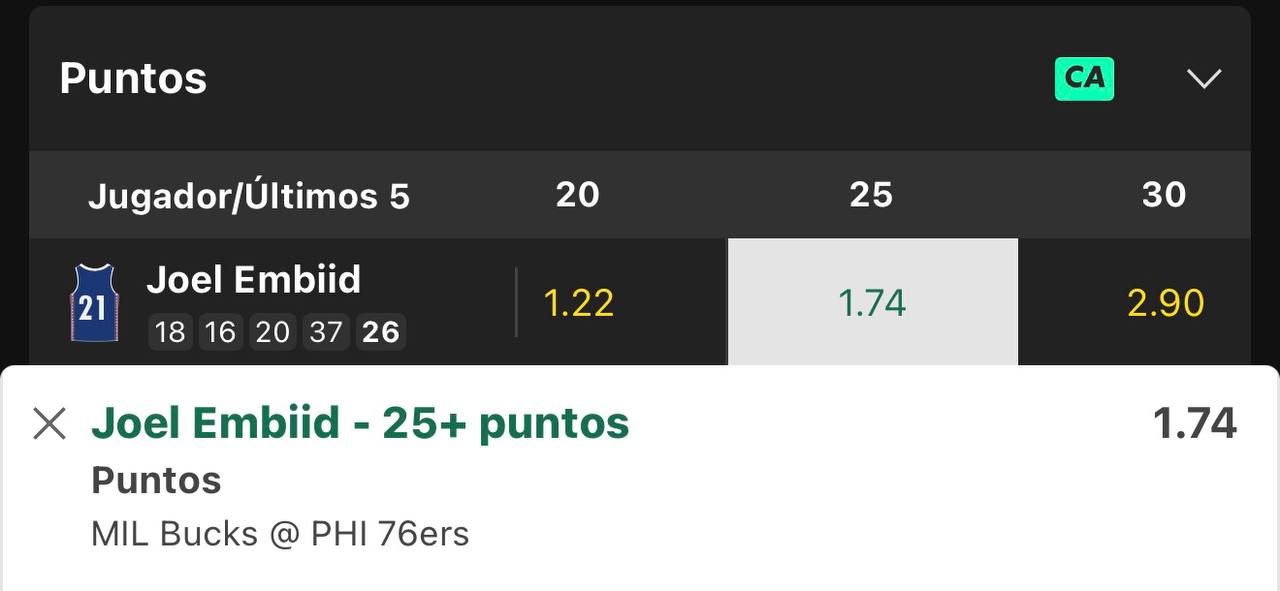 Puntos CA
Jugador/Últimos 5 20 25 30
21 Joel Embiid 1.22 1.74 2.90
18 16 20 37 26
Joel Embiid - 25+ puntos 1.74
Puntos
MIL Bucks @ PHI 76ers